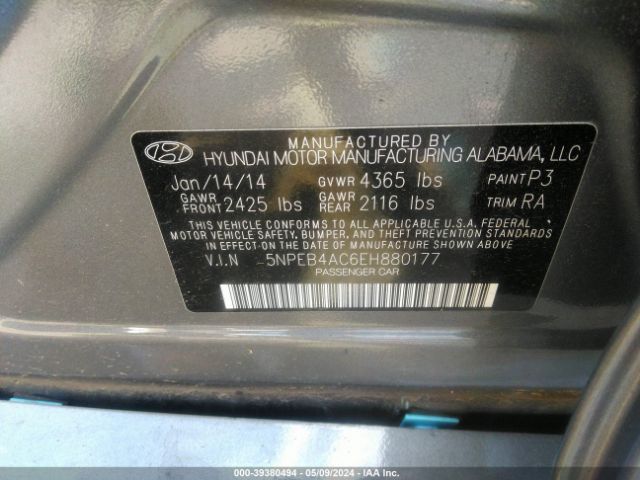 MANUFACTURED BY
HYUNDAI MOTOR MANUFACTURING ALABAMA, LLC
Jan/14/14 GVWR 4365 lbs PAINT P3
GAWR FRONT 2425 lbs GAWR REAR 2116 lbs TRIM RA
THIS VEHICLE CONFORMS TO ALL APPLICABLE U.S.A. FEDERAL
MOTOR VEHICLE SAFETY, BUMPER, AND THEFT PREVENTION STANDARDS
IN EFFECT ON THE DATE OF MANUFACTURE SHOWN ABOVE
V.I.N 5NPEB4AC6EH880177
PASSENGER CAR
000-39380494 - 05/09/2024 - IAA Inc.